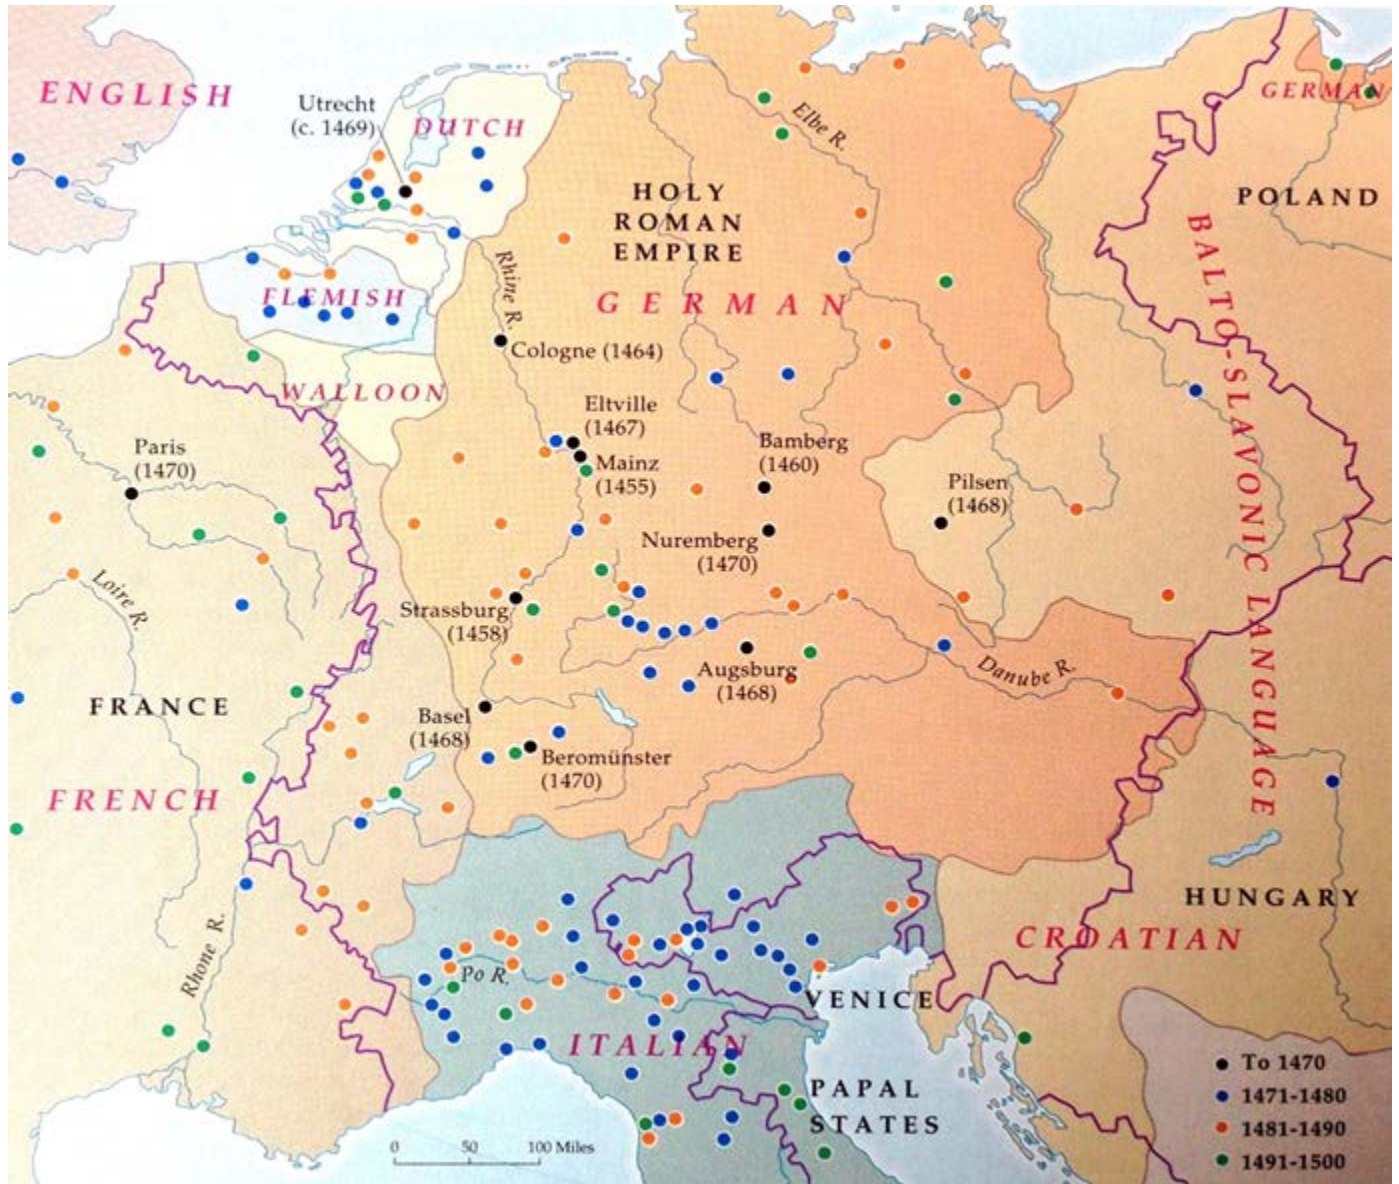 ENGLISH
Utrecht
(c. 1469)
DUTCH
Elbe R.
GERMAN
HOLY
ROMAN
EMPIRE
POLAND
BALTO-SLAVONIC LANGUAGE
Rhine R.
FLEMISH
GERMAN
Cologne (1464)
WALLOON
Eltville
(1467)
Paris
(1470)
Mainz
(1455)
Bamberg
(1460)
Pilsen
(1468)
Nuremberg
(1470)
Loire R.
Strassburg
(1458)
Augsburg
(1468)
Danube R.
FRANCE
Basel
(1468)
Beromünster
(1470)
FRENCH
HUNGARY
CROATIAN
Rhone R.
Po R.
VENICE
ITALIAN
PAPAL
STATES
0 50 100 Miles
To 1470
1471-1480
1481-1490
1491-1500